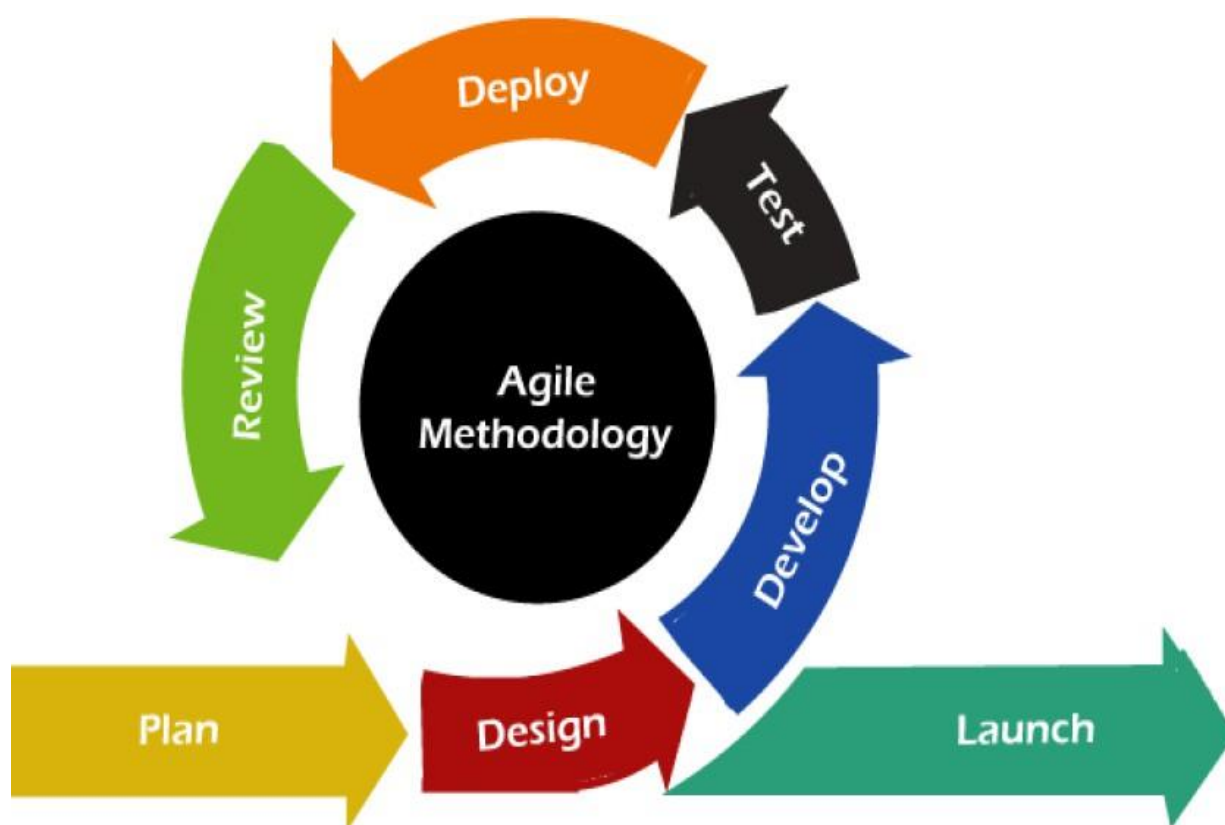 Deploy
Test
Review
Agile
Methodology
Develop
Plan
Design
Launch